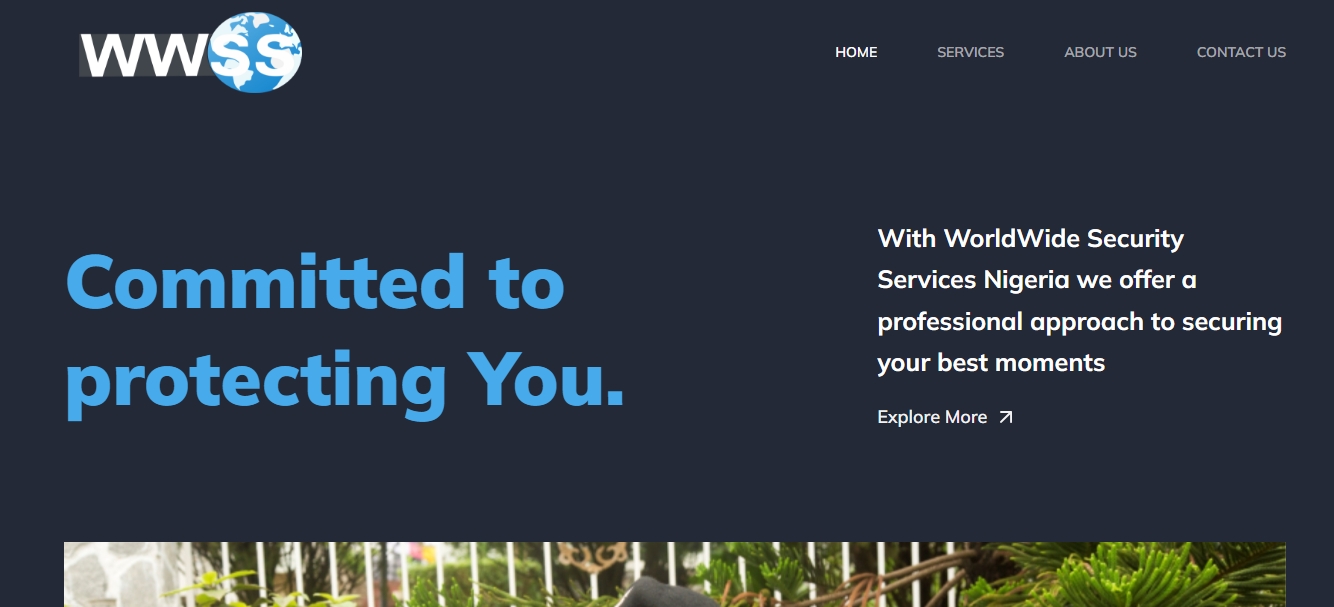 WWSS
HOME
SERVICES
ABOUT US
CONTACT US
Committed to
protecting You.
With WorldWide Security
Services Nigeria we offer a
professional approach to securing
your best moments
Explore More